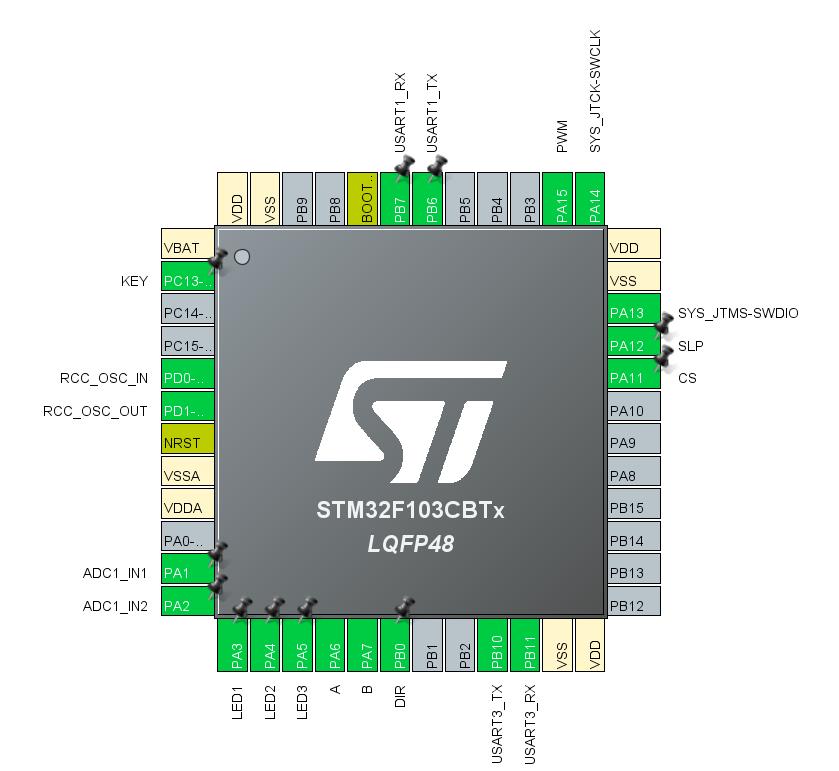 USART1_RX
USART1_TX
PWM
SYS_JTCK-SWCLK
VDD
VSS
PB9
PB8
BOOT..
PB7
PB6
PB5
PB4
PB3
PA15
PA14
VBAT
KEY
PC13-..
PC14-..
PC15-..
RCC_OSC_IN
PD0-..
RCC_OSC_OUT
PD1-..
NRST
VSSA
VDDA
PA0-..
ADC1_IN1
PA1
ADC1_IN2
PA2
ST
STM32F103CBTx
LQFP48
VDD
VSS
PA13
SYS_JTMS-SWDIO
PA12
SLP
PA11
CS
PA10
PA9
PA8
PB15
PB14
PB13
PB12
PA3
PA4
PA5
PA6
PA7
PB0
PB1
PB2
PB10
PB11
VSS
VDD
LED1
LED2
LED3
A
B
DIR
USART3_TX
USART3_RX